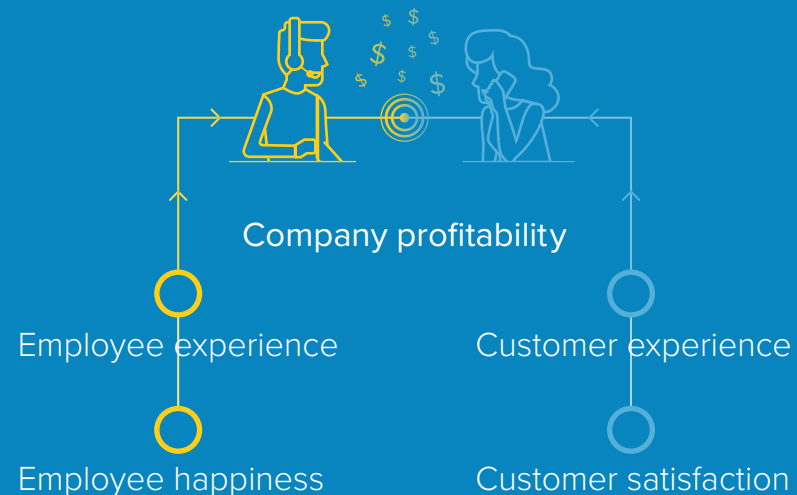 $ $
$ $ $
$ $ $
Company profitability
Employee experience
Customer experience
Employee happiness
Customer satisfaction